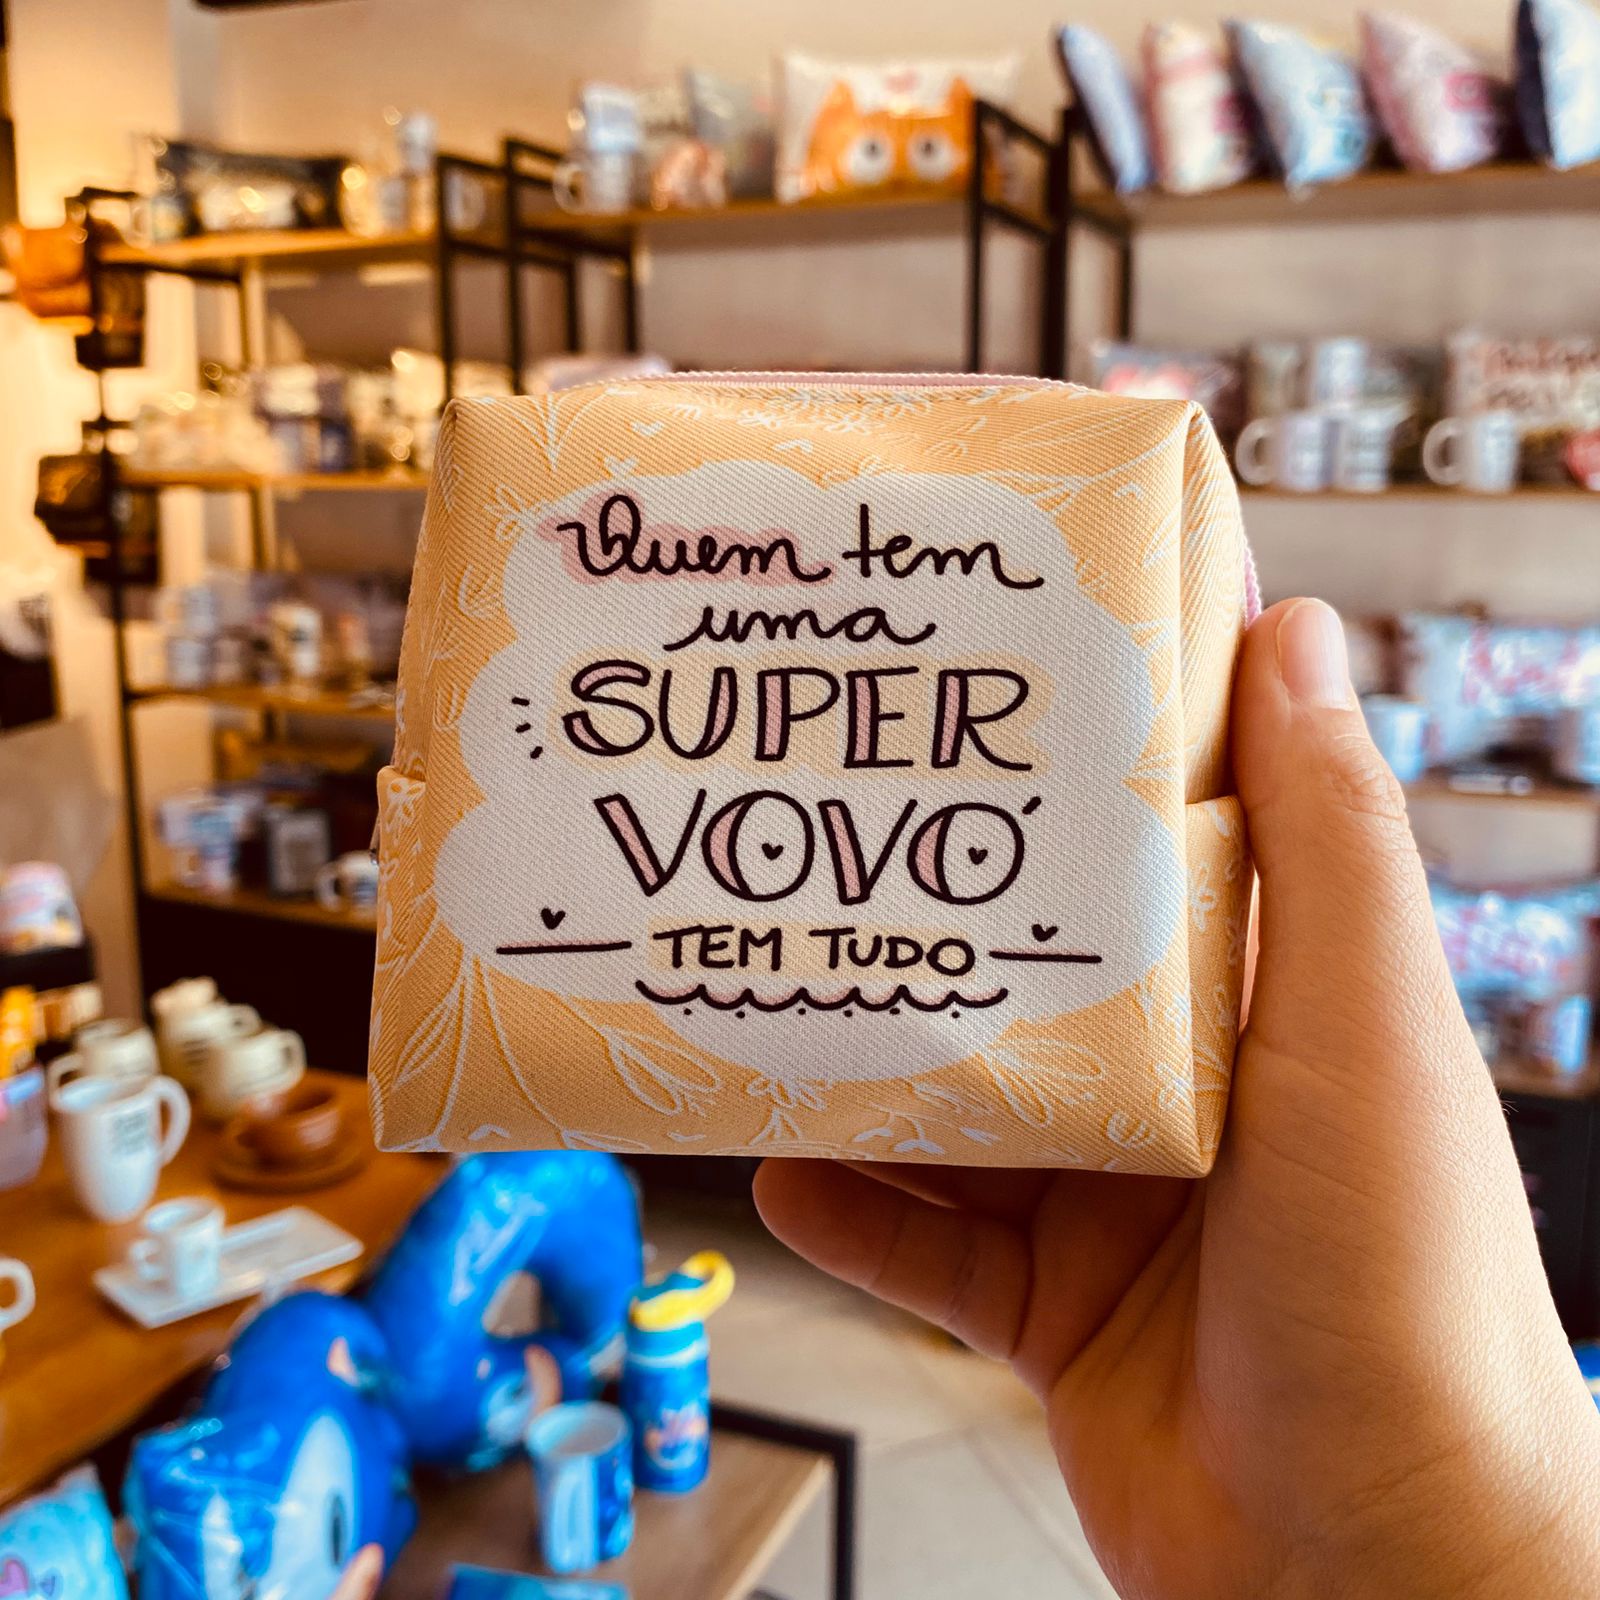 Quem tem
uma
SUPER
VOVÓ
TEM TUDO